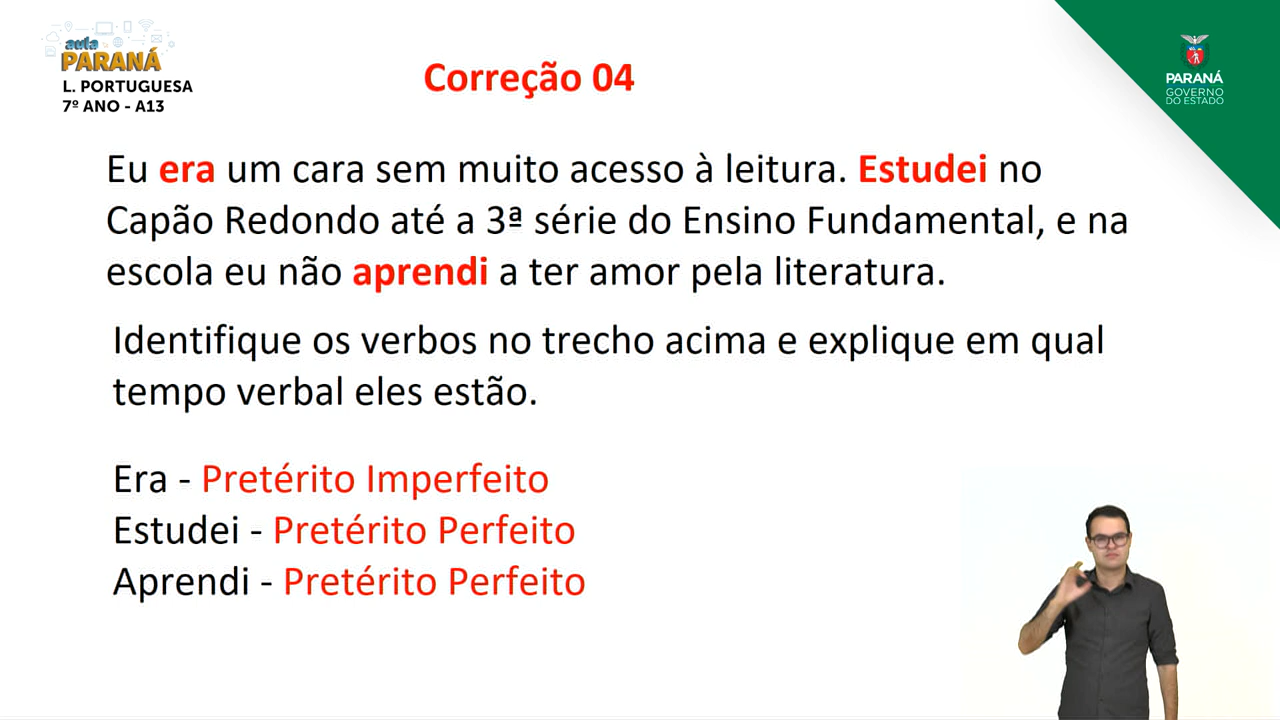 aula
PARANÁ
L. PORTUGUESA
7º ANO - A13
Correção 04
PARANÁ
GOVERNO
DO ESTADO
Eu era um cara sem muito acesso à leitura. Estudei no
Capão Redondo até a 3ª série do Ensino Fundamental, e na
escola eu não aprendi a ter amor pela literatura.
Identifique os verbos no trecho acima e explique em qual
tempo verbal eles estão.
Era - Pretérito Imperfeito
Estudei - Pretérito Perfeito
Aprendi - Pretérito Perfeito